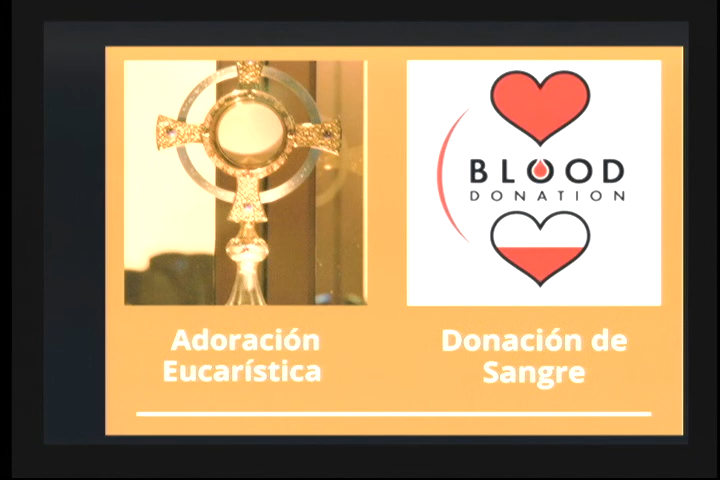 BLOOD
DONATION
Adoración
Eucarística
Donación de
Sangre